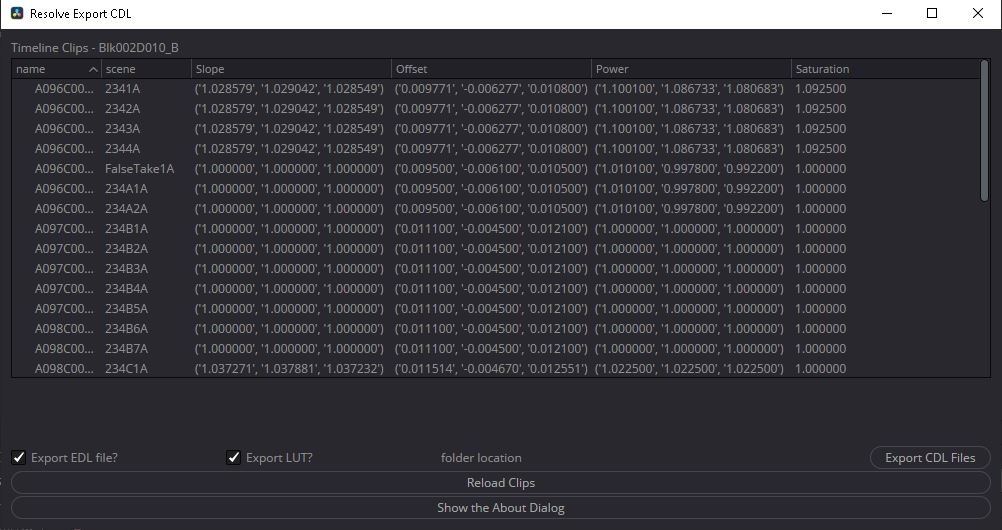 Resolve Export CDL
Timeline Clips - Blk002D010_B
name scene Slope Offset Power Saturation
A096C00... 2341A ('1.028579', '1.029042', '1.028549') ('0.009771', '-0.006277', '0.010800') ('1.100100', '1.086733', '1.080683') 1.092500
A096C00... 2342A ('1.028579', '1.029042', '1.028549') ('0.009771', '-0.006277', '0.010800') ('1.100100', '1.086733', '1.080683') 1.092500
A096C00... 2343A ('1.028579', '1.029042', '1.028549') ('0.009771', '-0.006277', '0.010800') ('1.100100', '1.086733', '1.080683') 1.092500
A096C00... 2344A ('1.028579', '1.029042', '1.028549') ('0.009771', '-0.006277', '0.010800') ('1.100100', '1.086733', '1.080683') 1.092500
A096C00... FalseTake1A ('1.000000', '1.000000', '1.000000') ('0.009500', '-0.006100', '0.010500') ('1.010100', '0.997800', '0.992200') 1.000000
A096C00... 234A1A ('1.000000', '1.000000', '1.000000') ('0.009500', '-0.006100', '0.010500') ('1.010100', '0.997800', '0.992200') 1.000000
A096C00... 234A2A ('1.000000', '1.000000', '1.000000') ('0.009500', '-0.006100', '0.010500') ('1.010100', '0.997800', '0.992200') 1.000000
A097C00... 234B1A ('1.000000', '1.000000', '1.000000') ('0.011100', '-0.004500', '0.012100') ('1.000000', '1.000000', '1.000000') 1.000000
A097C00... 234B2A ('1.000000', '1.000000', '1.000000') ('0.011100', '-0.004500', '0.012100') ('1.000000', '1.000000', '1.000000') 1.000000
A097C00... 234B3A ('1.000000', '1.000000', '1.000000') ('0.011100', '-0.004500', '0.012100') ('1.000000', '1.000000', '1.000000') 1.000000
A097C00... 234B4A ('1.000000', '1.000000', '1.000000') ('0.011100', '-0.004500', '0.012100') ('1.000000', '1.000000', '1.000000') 1.000000
A097C00... 234B5A ('1.000000', '1.000000', '1.000000') ('0.011100', '-0.004500', '0.012100') ('1.000000', '1.000000', '1.000000') 1.000000
A098C00... 234B6A ('1.000000', '1.000000', '1.000000') ('0.011100', '-0.004500', '0.012100') ('1.000000', '1.000000', '1.000000') 1.000000
A098C00... 234B7A ('1.000000', '1.000000', '1.000000') ('0.011100', '-0.004500', '0.012100') ('1.000000', '1.000000', '1.000000') 1.000000
A098C00... 234C1A ('1.037271', '1.037881', '1.037232') ('0.011514', '-0.004670', '0.012551') ('1.022500', '1.022500', '1.022500') 1.000000
Export EDL file? Export LUT? folder location Export CDL Files
Reload Clips
Show the About Dialog